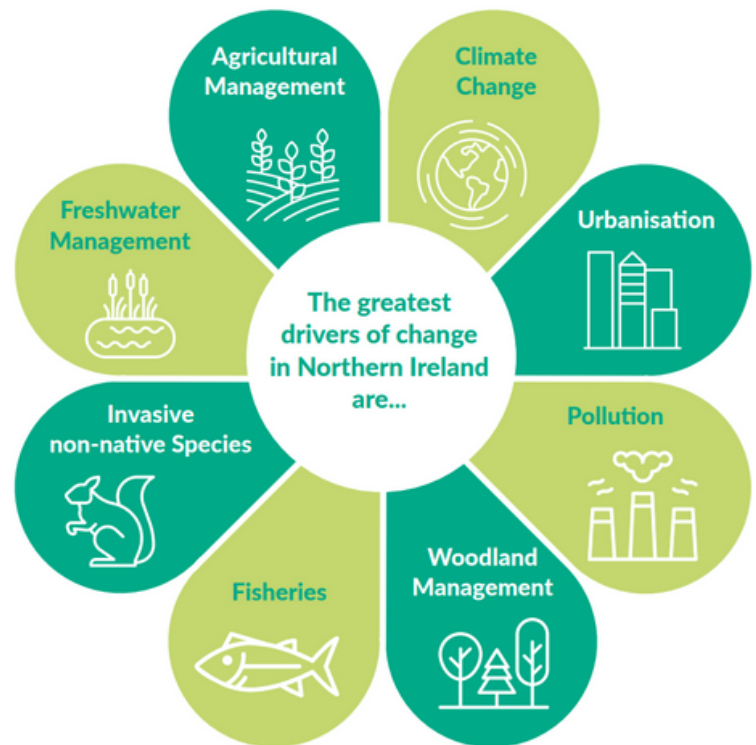 The greatest
drivers of change
in Northern Ireland
are...
Agricultural
Management
Climate
Change
Urbanisation
Pollution
Woodland
Management
Fisheries
Invasive
non-native Species
Freshwater
Management